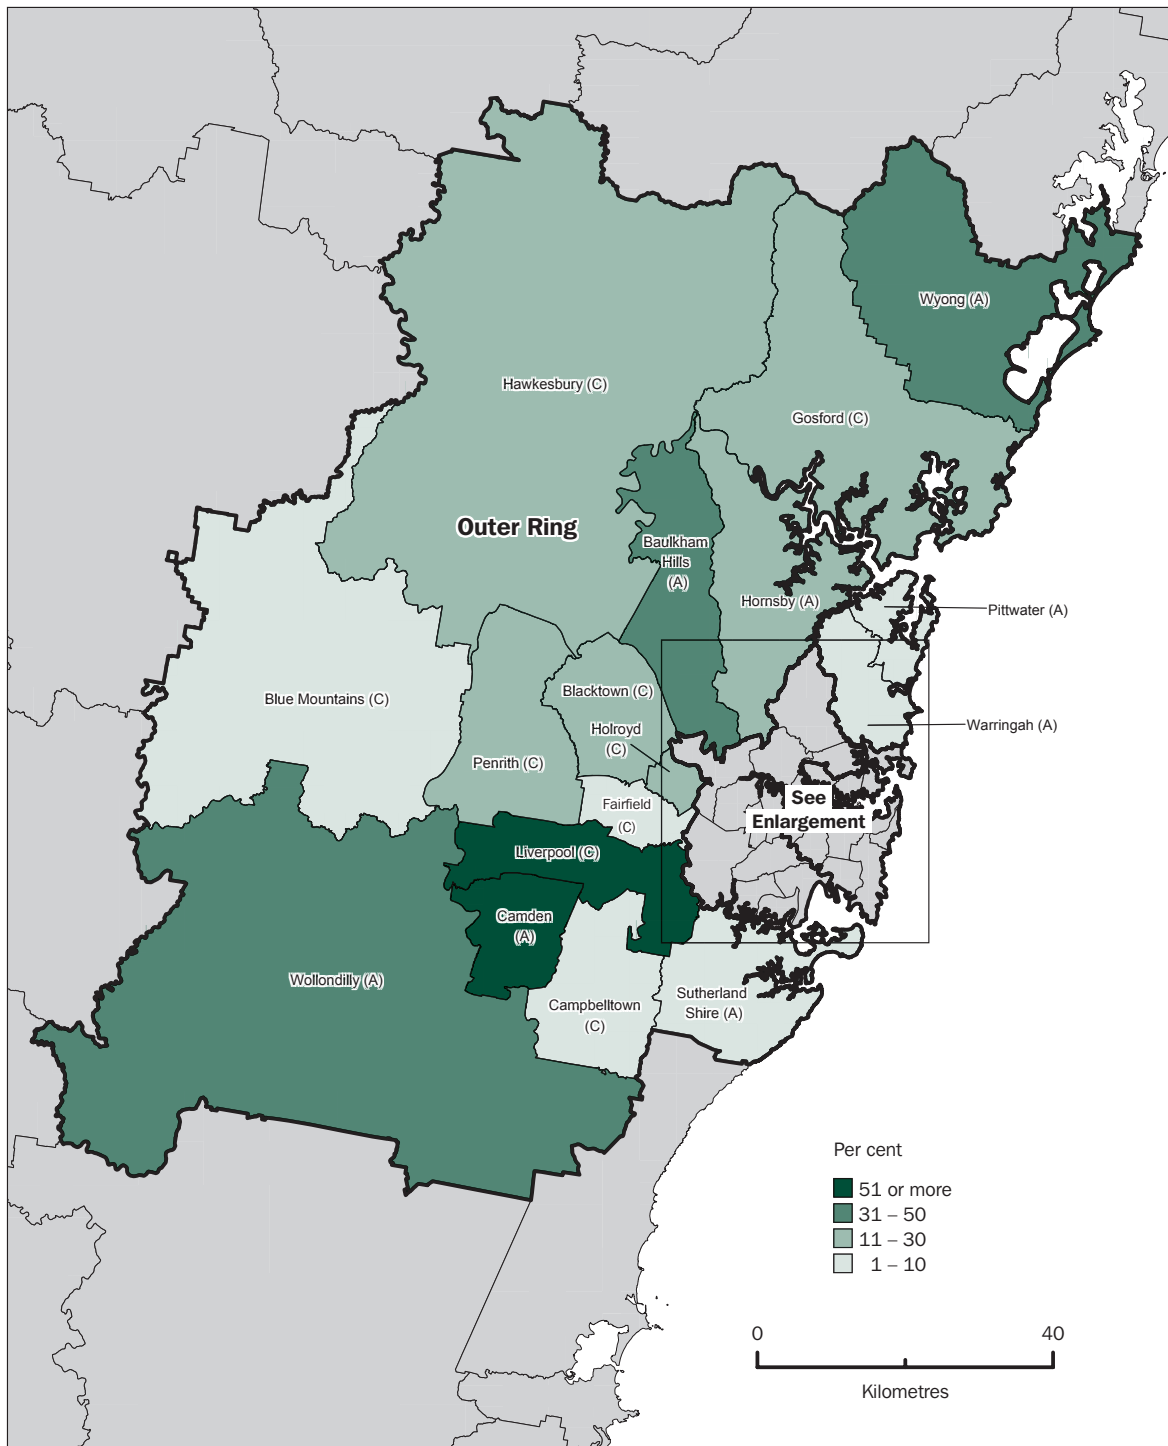 Wyong (A)
Hawkesbury (C)
Gosford (C)
Outer Ring
Baulkham
Hills
(A)
Hornsby (A)
Pittwater (A)
Blacktown (C)
Blue Mountains (C)
Holroyd
(C)
Warringah (A)
Penrith (C)
See
Enlargement
Fairfield
(C)
Liverpool (C)
Camden
(A)
Wollondilly (A)
Campbelltown
(C)
Sutherland
Shire (A)
Per cent
51 or more
31 – 50
11 – 30
1 – 10
0 40
Kilometres